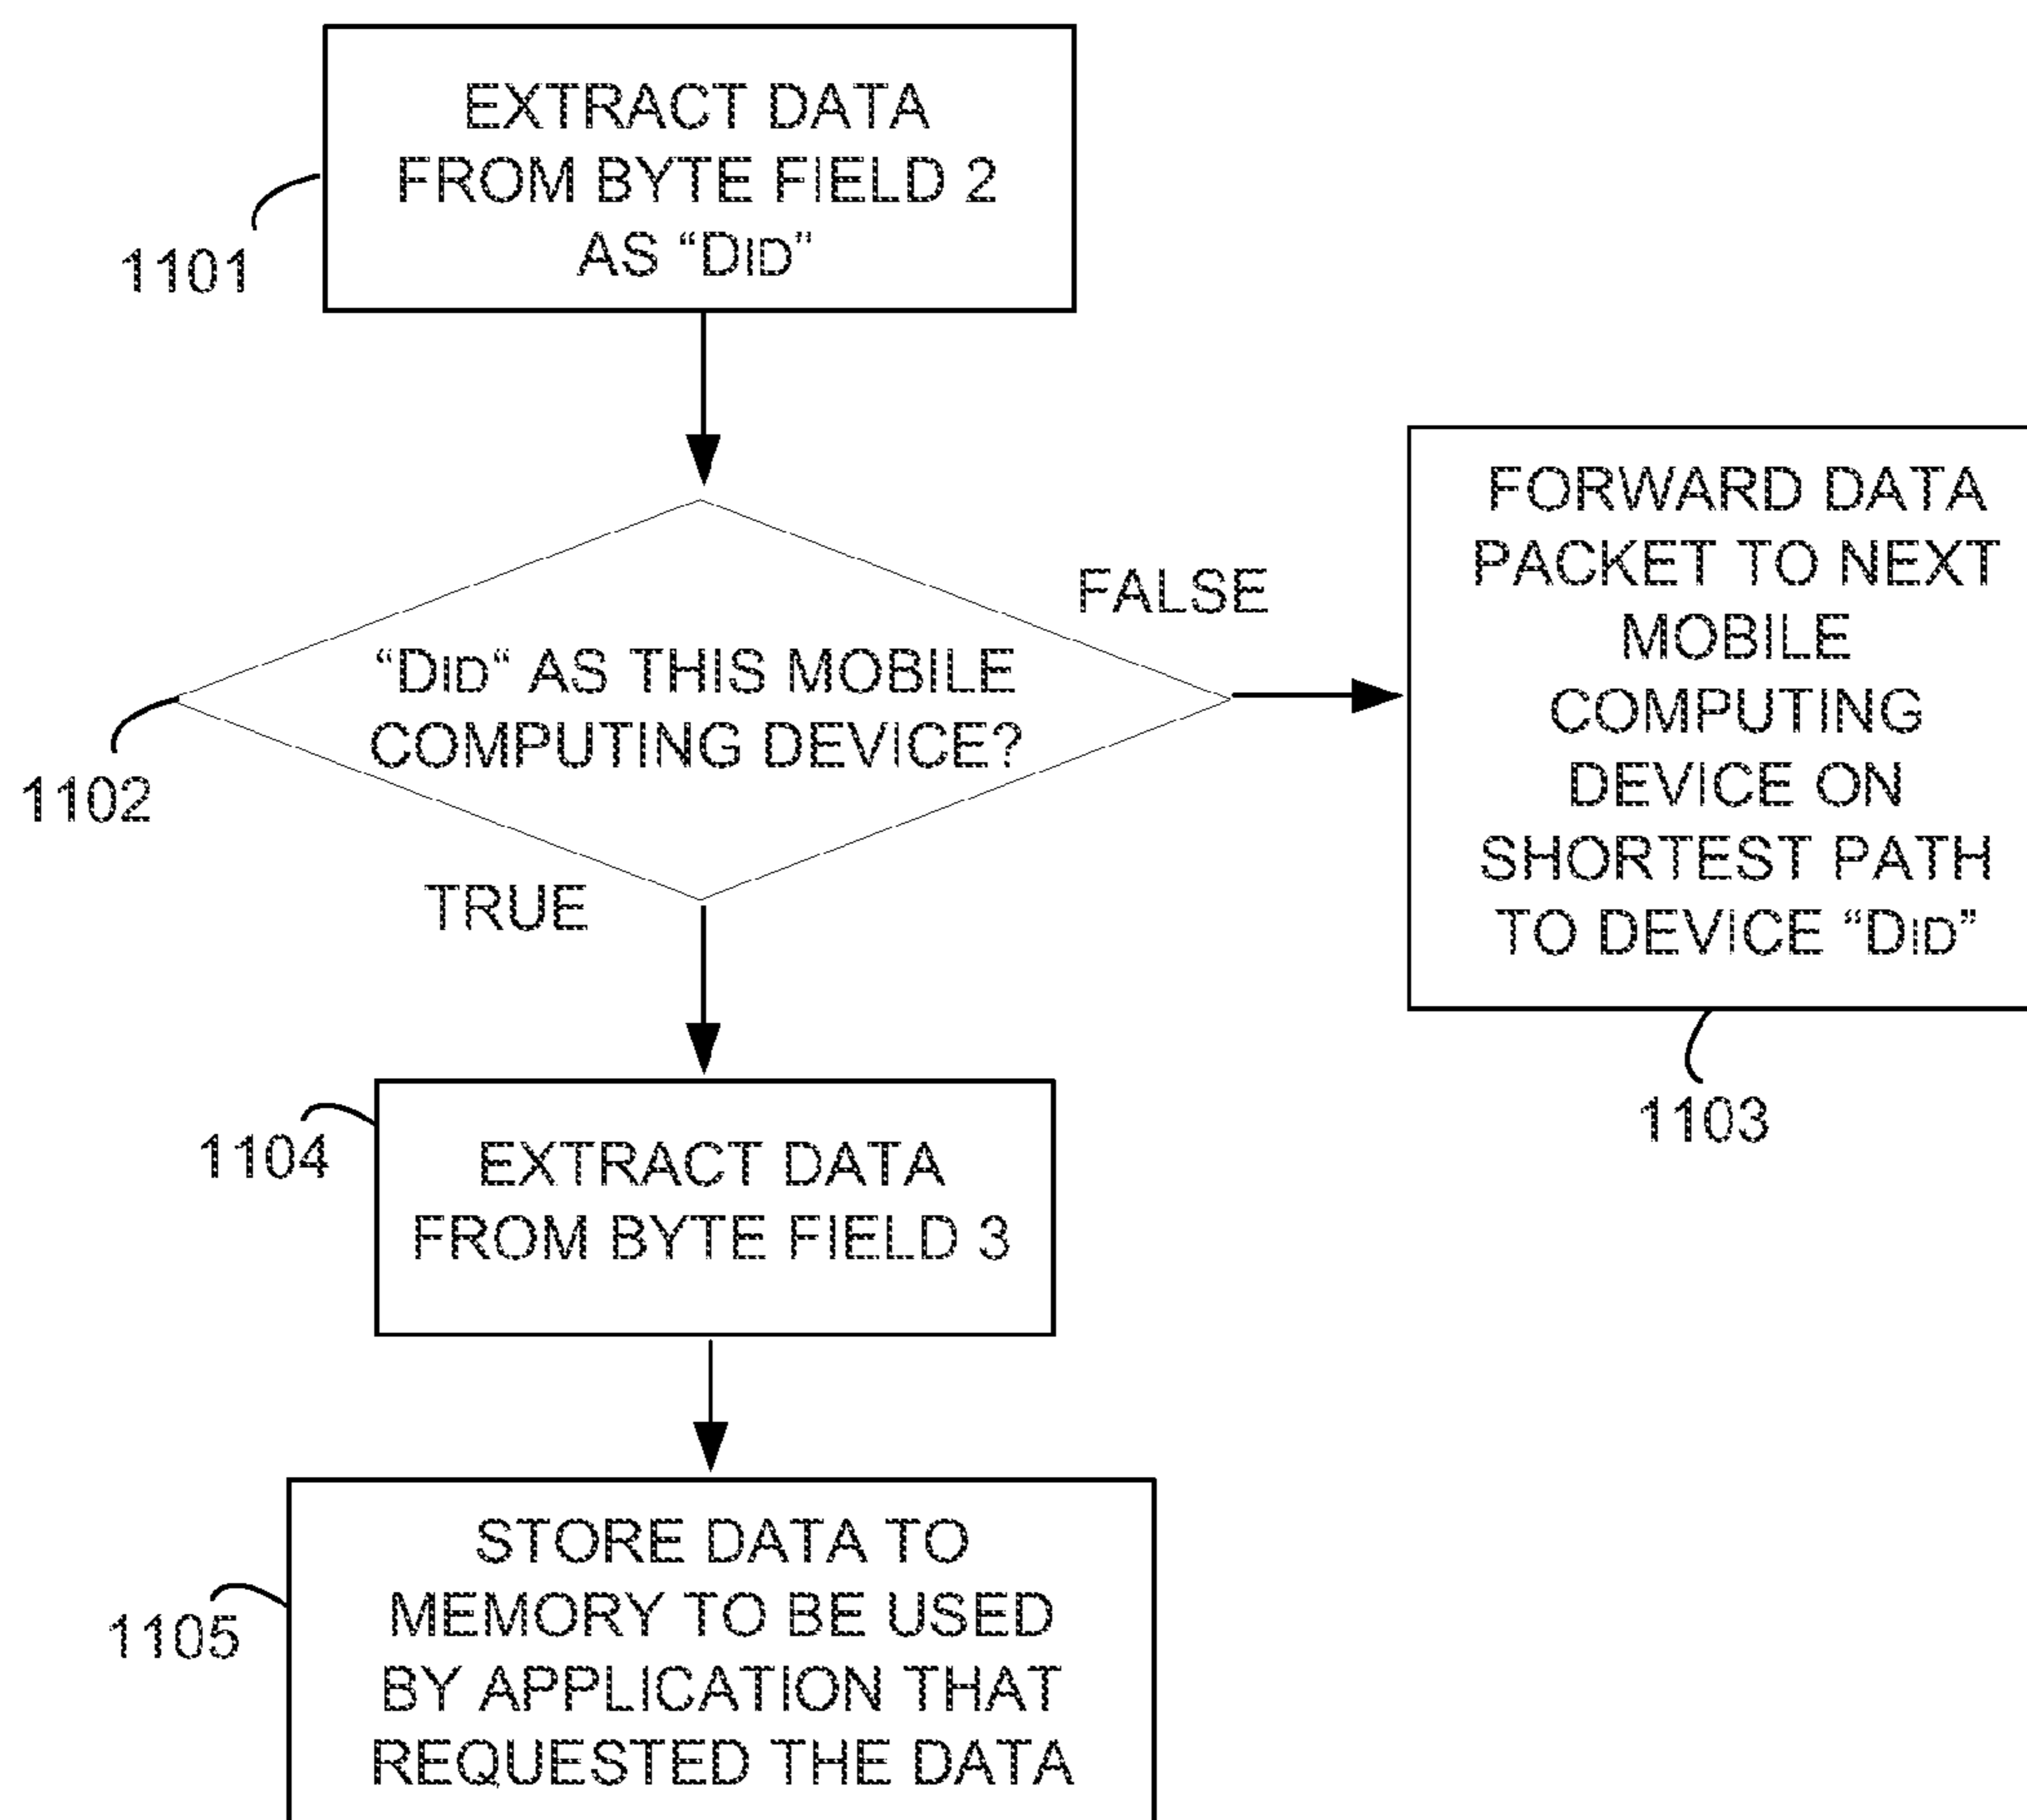 EXTRACT DATA
FROM BYTE FIELD 2
AS “DID”
1101
“DID“ AS THIS MOBILE
COMPUTING DEVICE?
1102
FALSE
TRUE
FORWARD DATA
PACKET TO NEXT
MOBILE
COMPUTING
DEVICE ON
SHORTEST PATH
TO DEVICE “DID”
1103
EXTRACT DATA
FROM BYTE FIELD 3
1104
STORE DATA TO
MEMORY TO BE USED
BY APPLICATION THAT
REQUESTED THE DATA
1105